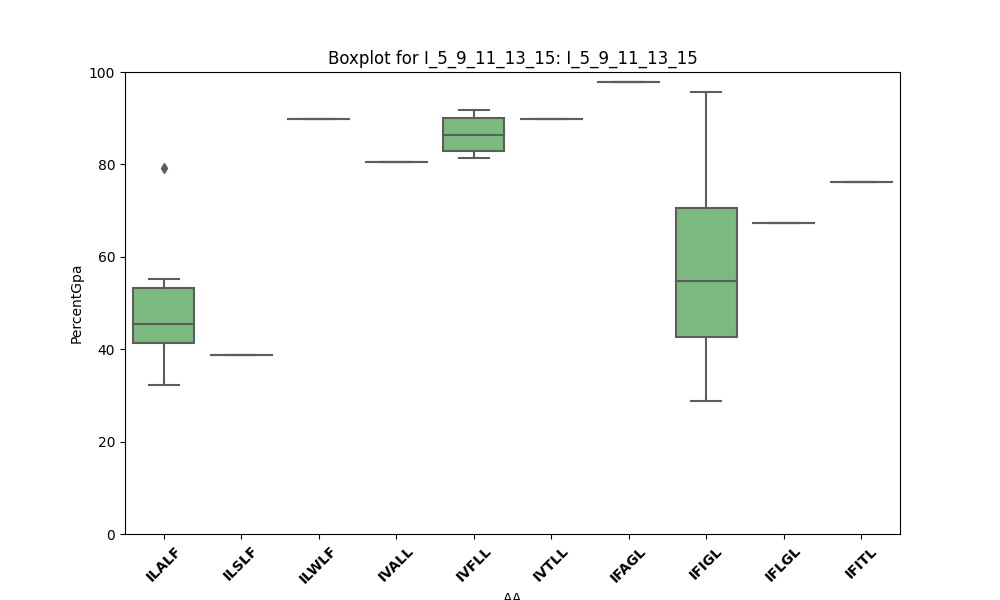 Boxplot for I_5_9_11_13_15: I_5_9_11_13_15
100
80
60
40
20
0
PercentGpa
ILALF
ILSLF
ILWLF
IVALL
IVFLL
IVTLL
IFAGL
IFIGL
IFLGL
IFITL
AA